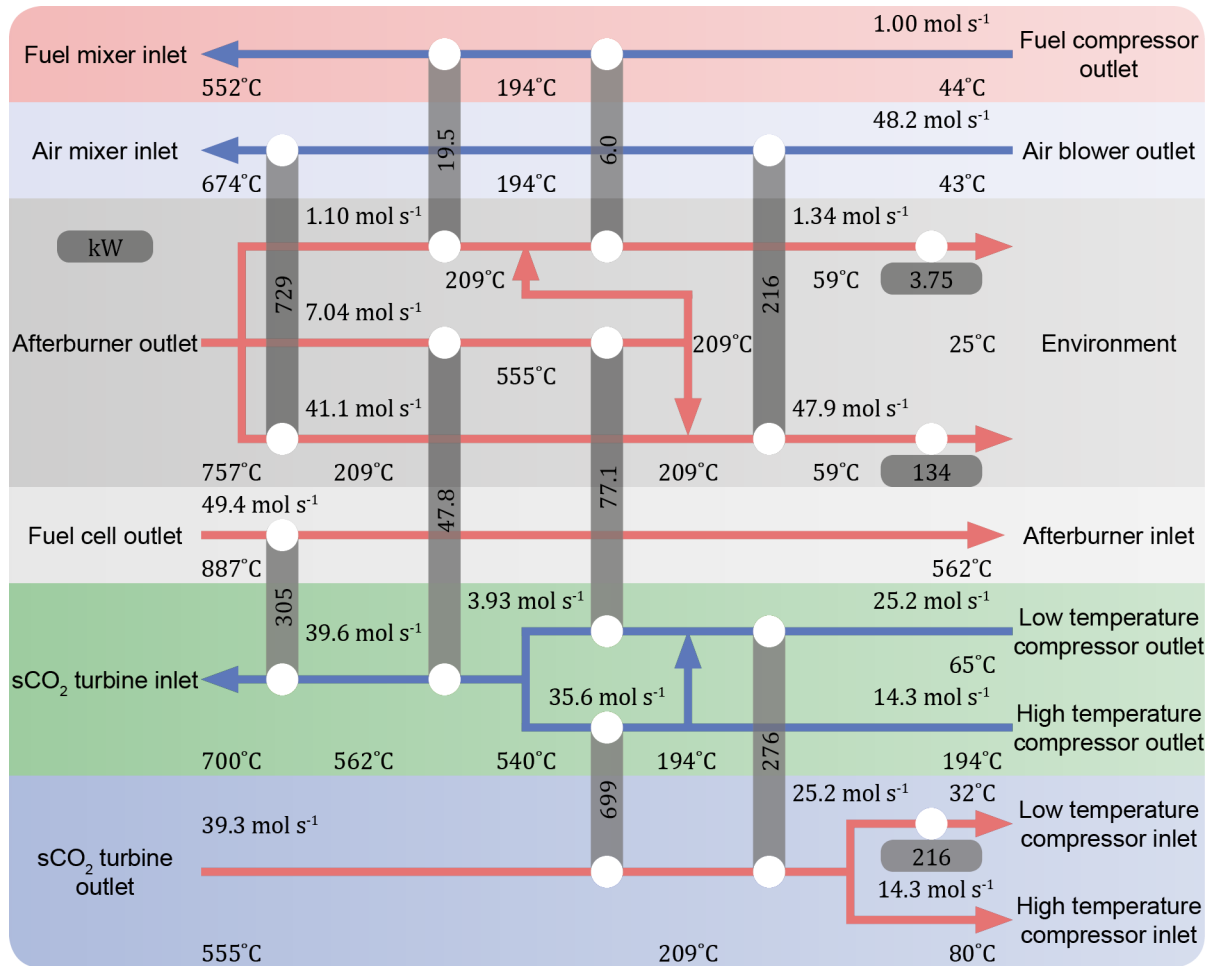 1.00 mol s⁻¹
Fuel mixer inlet
Fuel compressor
outlet
552°C
194°C
44°C
19.5
6.0
48.2 mol s⁻¹
Air mixer inlet
Air blower outlet
674°C
194°C
43°C
1.10 mol s⁻¹
1.34 mol s⁻¹
kW
209°C
59°C
3.75
729
216
7.04 mol s⁻¹
Afterburner outlet
209°C
25°C
Environment
555°C
41.1 mol s⁻¹
47.9 mol s⁻¹
757°C
209°C
209°C
59°C
134
47.8
77.1
49.4 mol s⁻¹
Fuel cell outlet
Afterburner inlet
887°C
562°C
305
3.93 mol s⁻¹
25.2 mol s⁻¹
39.6 mol s⁻¹
Low temperature
compressor outlet
65°C
sCO₂ turbine inlet
35.6 mol s⁻¹
14.3 mol s⁻¹
High temperature
compressor outlet
276
700°C
562°C
540°C
194°C
194°C
699
25.2 mol s⁻¹
32°C
Low temperature
compressor inlet
39.3 mol s⁻¹
216
sCO₂ turbine
outlet
14.3 mol s⁻¹
High temperature
compressor inlet
555°C
209°C
80°C